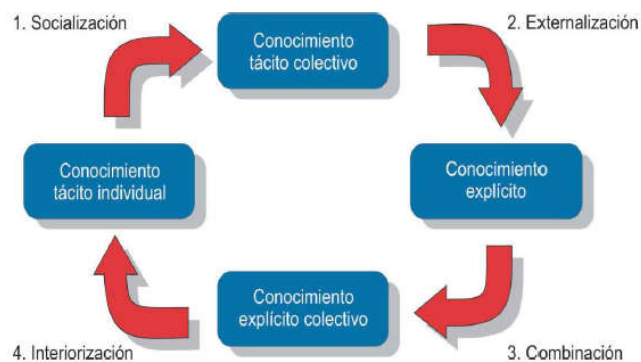 1. Socialización
Conocimiento
tácito colectivo
2. Externalización
Conocimiento
tácito individual
Conocimiento
explícito
Conocimiento
explícito colectivo
4. Interiorización
3. Combinación